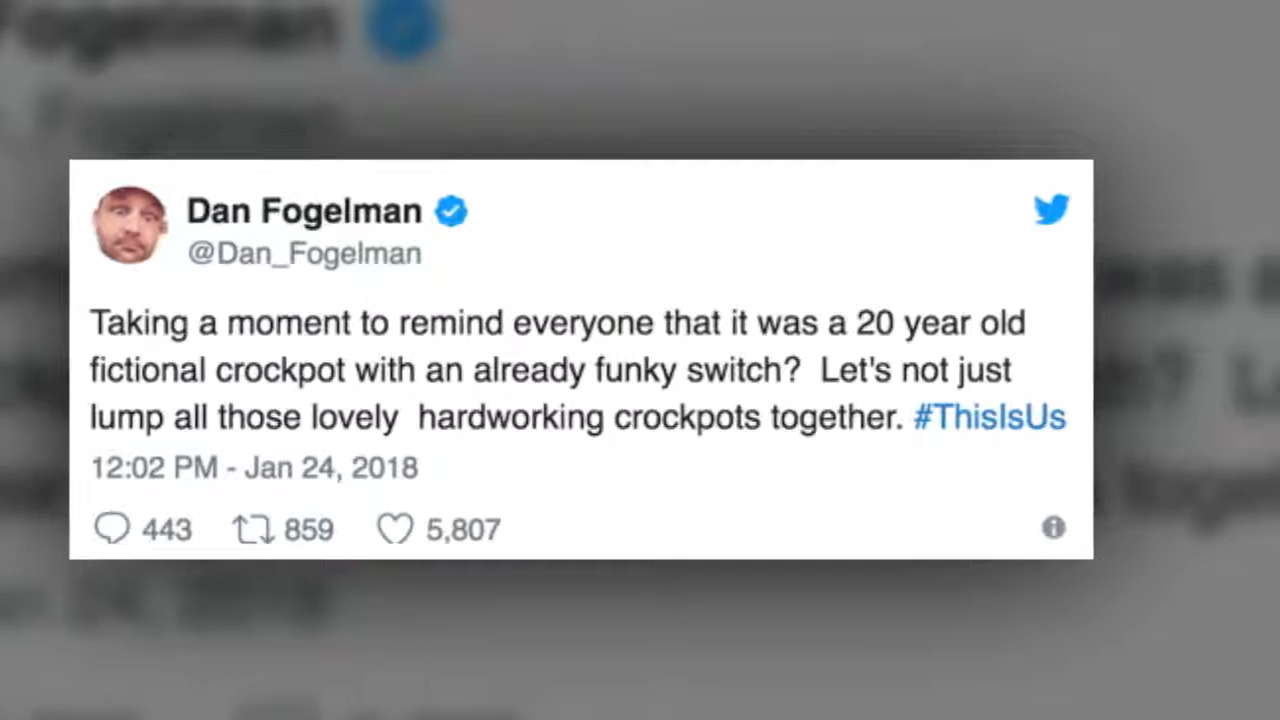 Dan Fogelman
@Dan_Fogelman
Taking a moment to remind everyone that it was a 20 year old
fictional crockpot with an already funky switch?  Let's not just
lump all those lovely  hardworking crockpots together. #ThisIsUs
12:02 PM - Jan 24, 2018
443 859 5,807